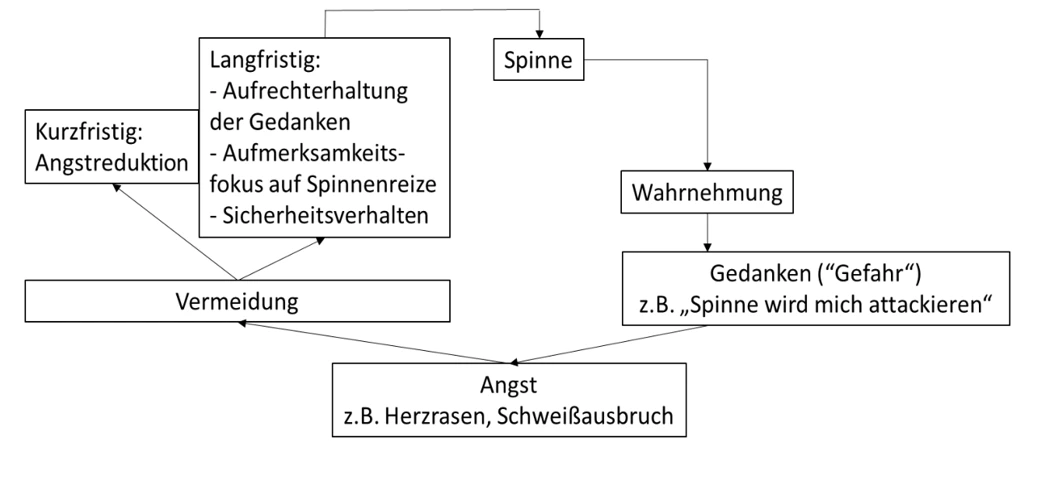 Langfristig:
- Aufrechterhaltung
der Gedanken
- Aufmerksamkeits-
fokus auf Spinnenreize
- Sicherheitsverhalten
Spinne
Kurzfristig:
Angstreduktion
Wahrnehmung
Gedanken (“Gefahr“)
z.B. „Spinne wird mich attackieren“
Vermeidung
Angst
z.B. Herzrasen, Schweißausbruch